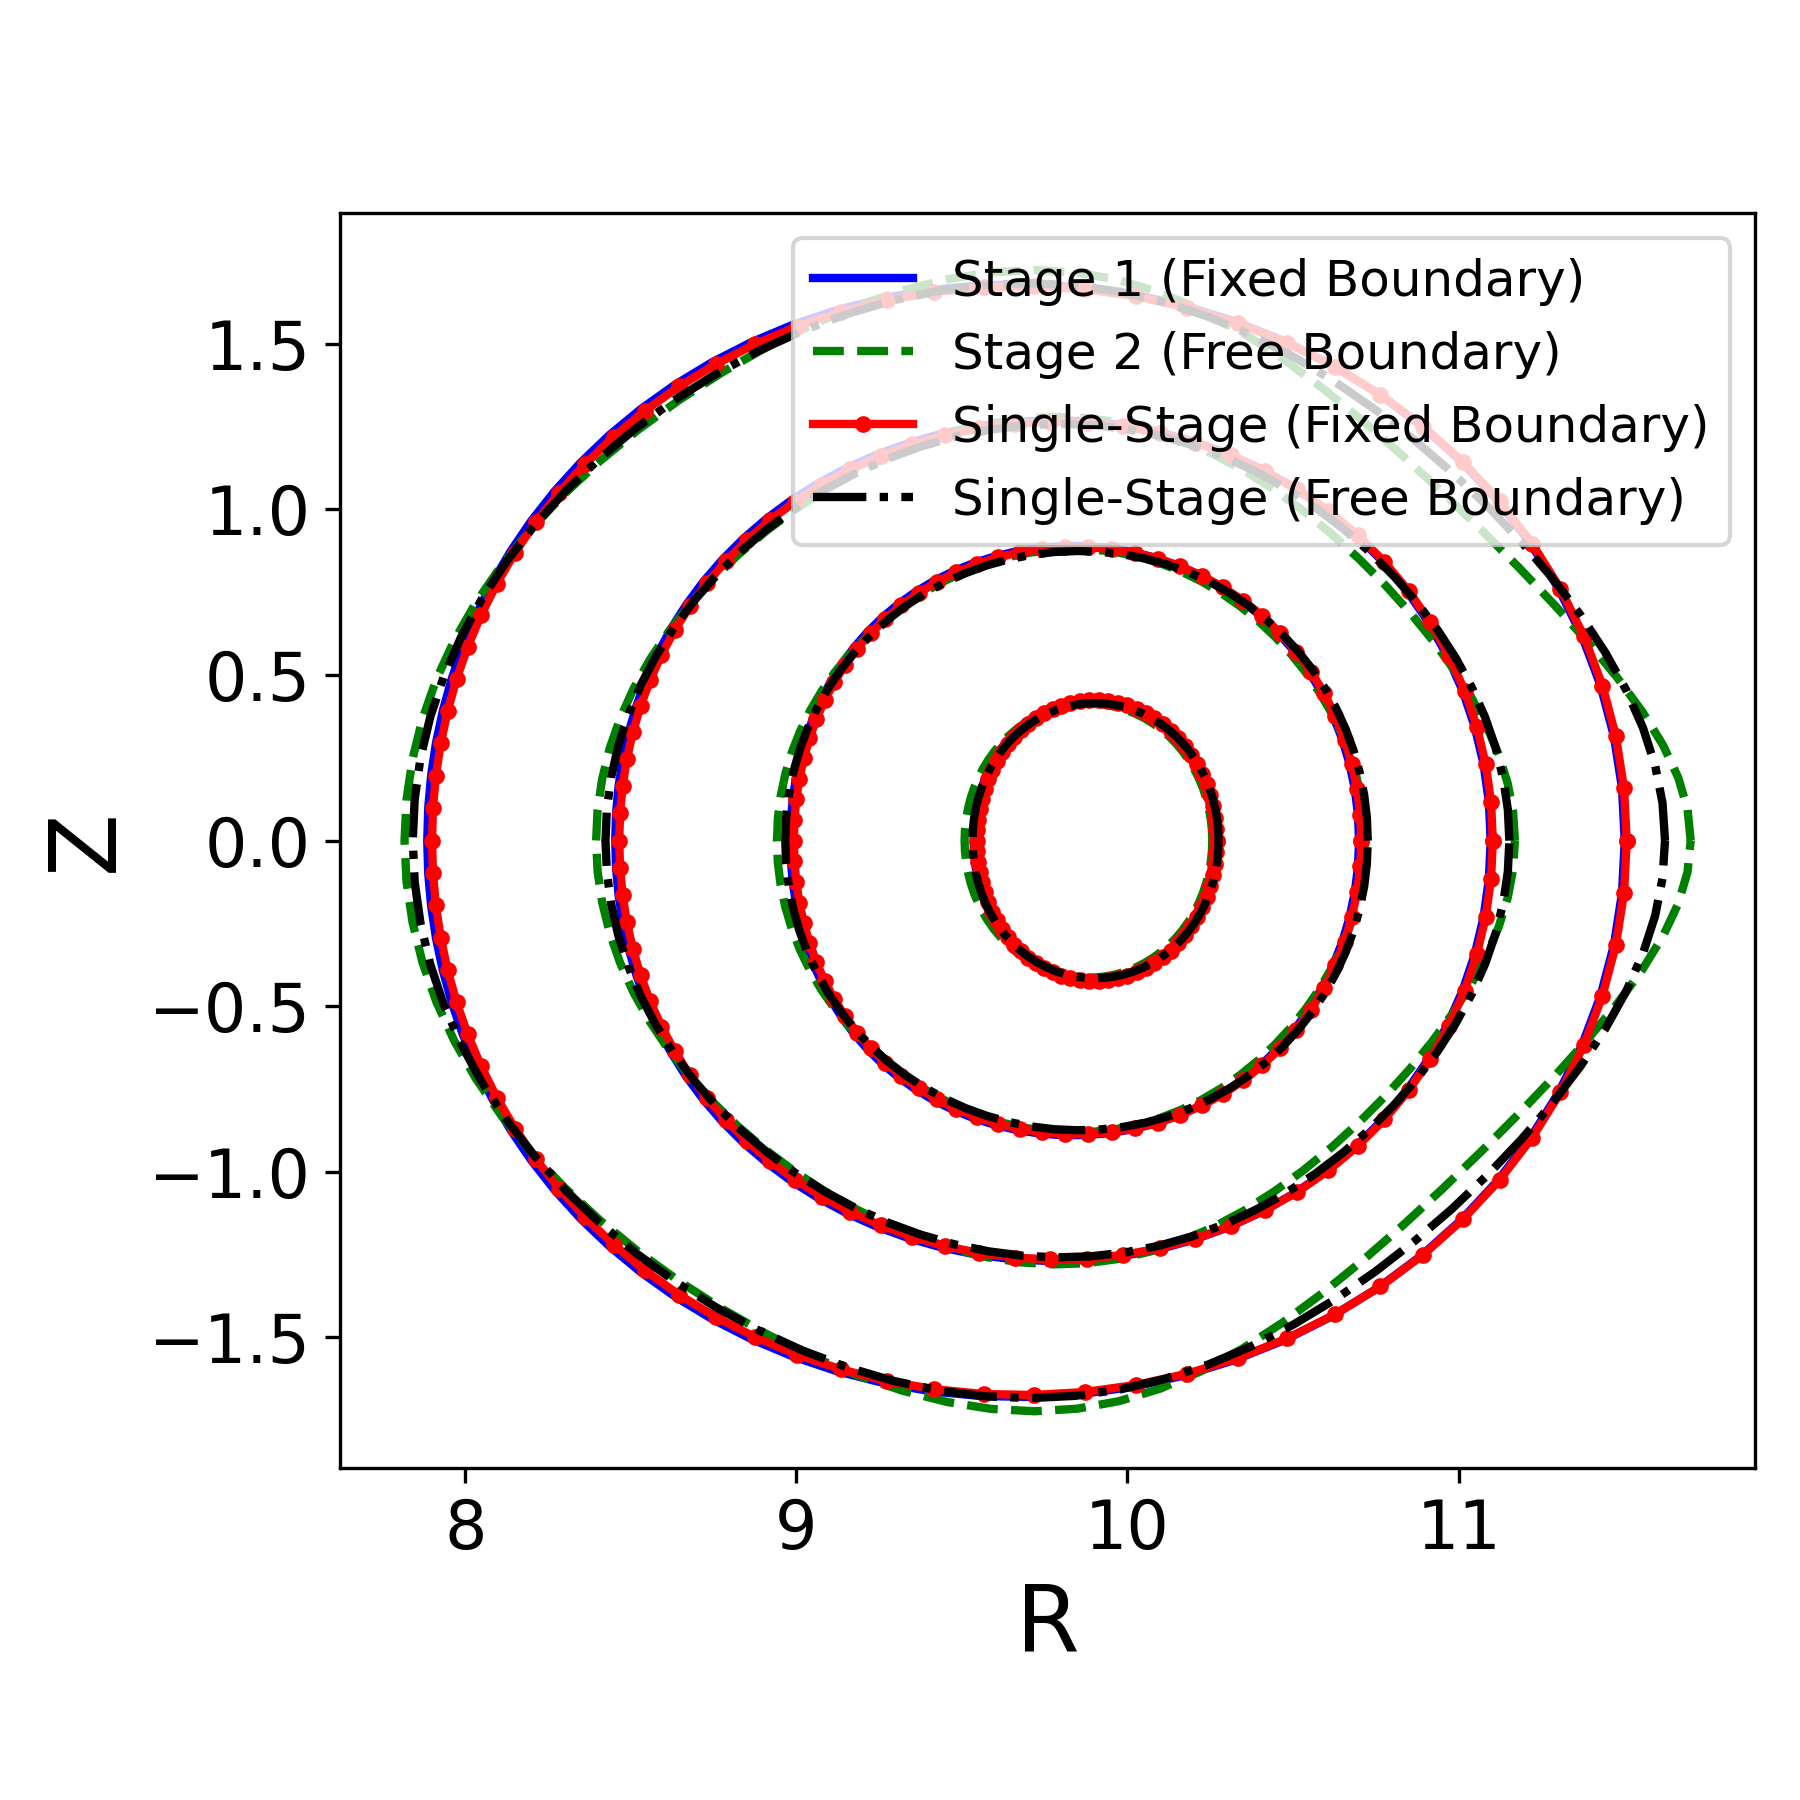 Stage 1 (Fixed Boundary)
Stage 2 (Free Boundary)
Single-Stage (Fixed Boundary)
Single-Stage (Free Boundary)
1.5
1.0
0.5
0.0
−0.5
−1.0
−1.5
Z
8 9 10 11
R